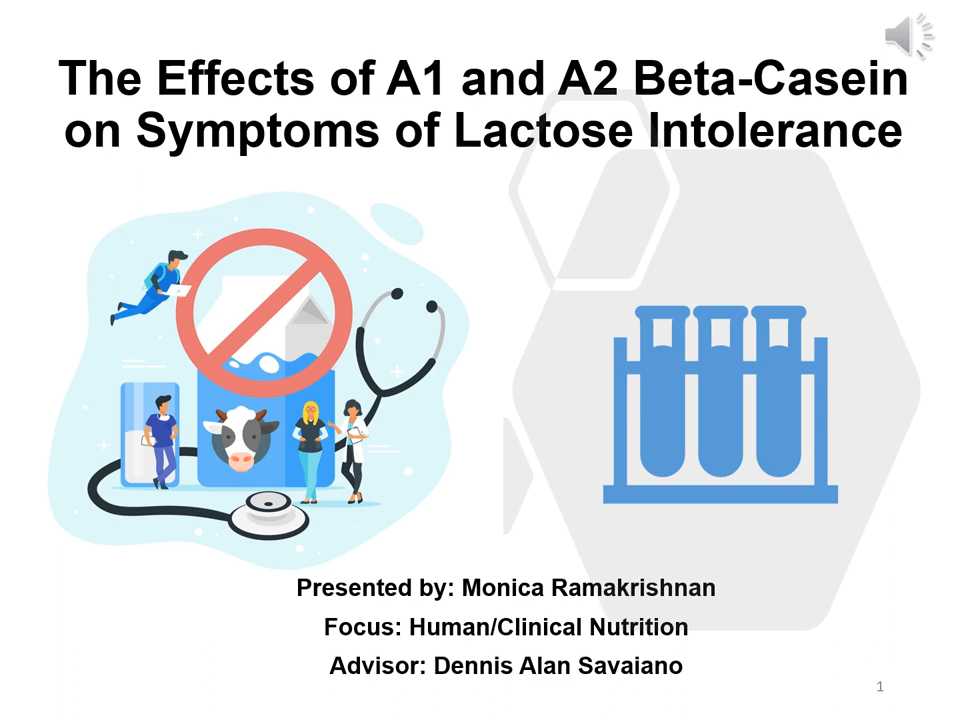 The Effects of A1 and A2 Beta-Casein
on Symptoms of Lactose Intolerance
Presented by: Monica Ramakrishnan
Focus: Human/Clinical Nutrition
Advisor: Dennis Alan Savaiano
1